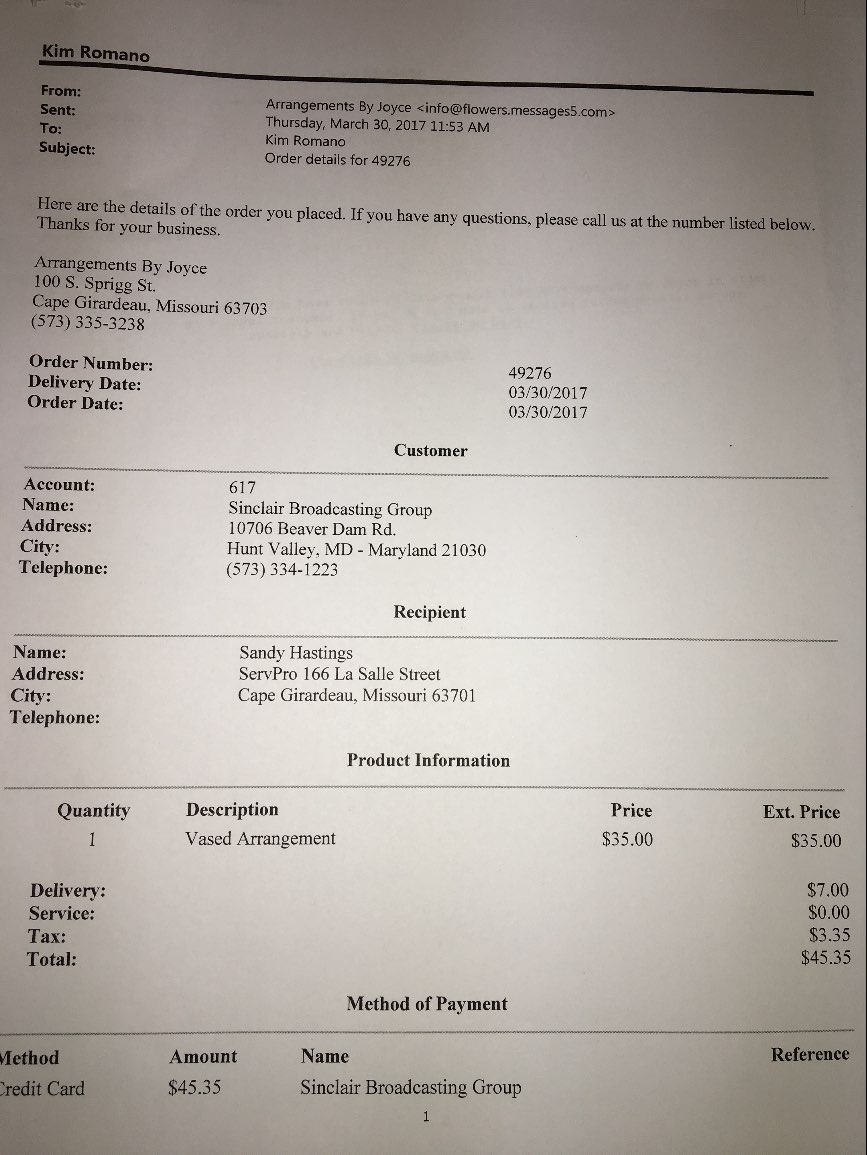 Kim Romano
From: Arrangements By Joyce <info@flowers.messages5.com>
Sent: Thursday, March 30, 2017 11:53 AM
To: Kim Romano
Subject: Order details for 49276
Here are the details of the order you placed. If you have any questions, please call us at the number listed below.
Thanks for your business.
Arrangements By Joyce
100 S. Sprigg St.
Cape Girardeau, Missouri 63703
(573) 335-3238
Order Number: 49276
Delivery Date: 03/30/2017
Order Date: 03/30/2017
Customer
Account: 617
Name: Sinclair Broadcasting Group
Address: 10706 Beaver Dam Rd.
City: Hunt Valley, MD - Maryland 21030
Telephone: (573) 334-1223
Recipient
Name: Sandy Hastings
Address: ServPro 166 La Salle Street
City: Cape Girardeau, Missouri 63701
Telephone:
Product Information
Quantity Description Price Ext. Price
1 Vased Arrangement $35.00 $35.00
Delivery: $7.00
Service: $0.00
Tax: $3.35
Total: $45.35
Method of Payment
Method Amount Name Reference
Credit Card $45.35 Sinclair Broadcasting Group
1